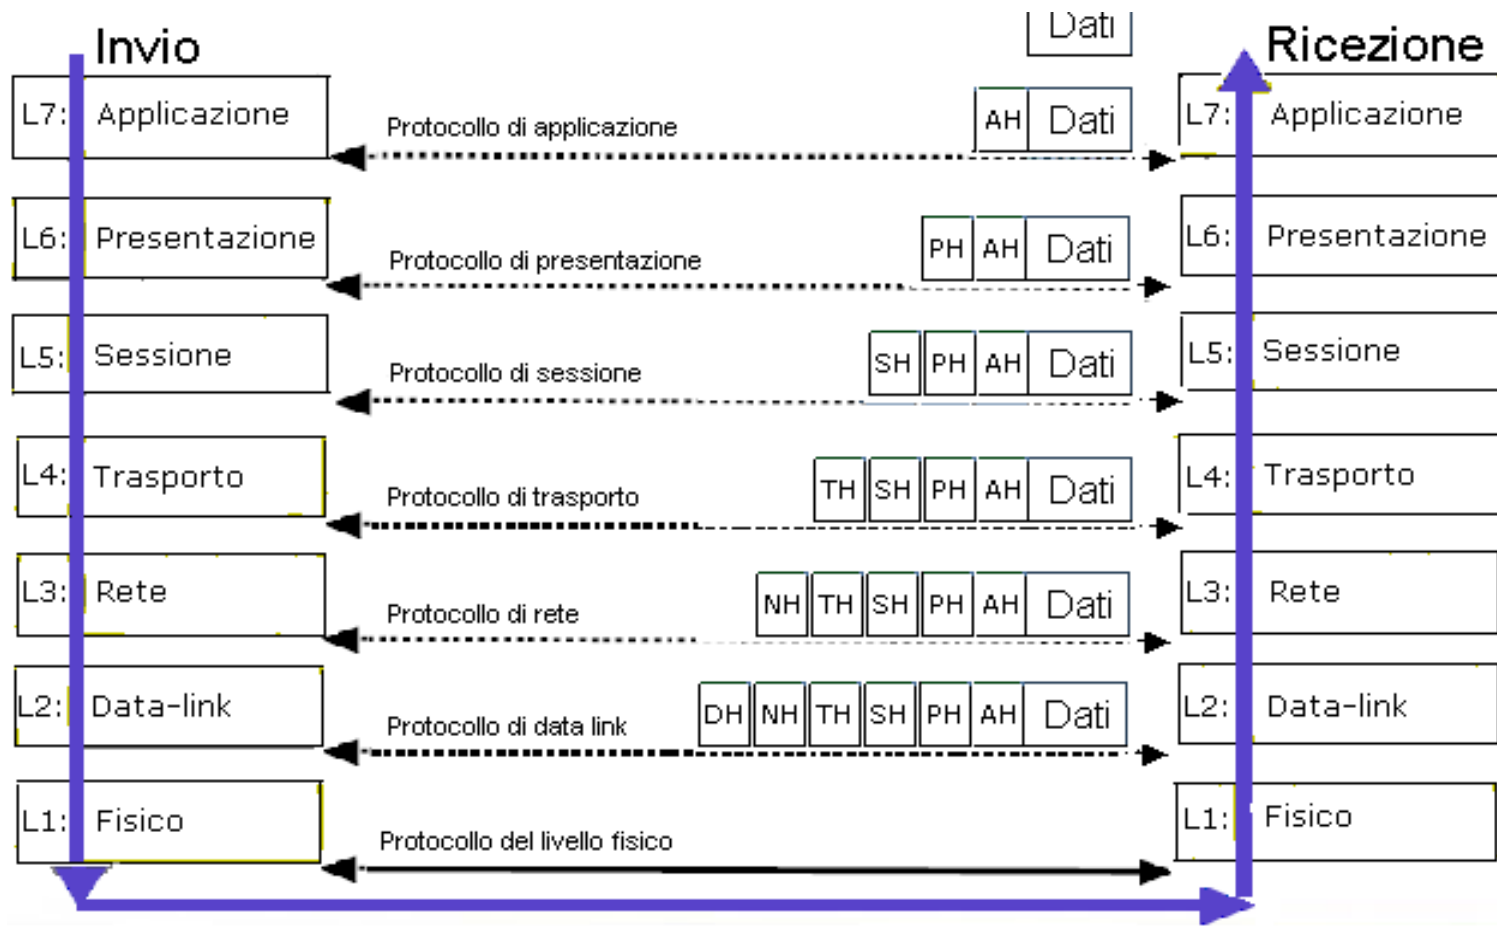 Invio
Dati
Ricezione
L7: Applicazione
Protocollo di applicazione
AH Dati
L7: Applicazione
L6: Presentazione
Protocollo di presentazione
PH AH Dati
L6: Presentazione
L5: Sessione
Protocollo di sessione
SH PH AH Dati
L5: Sessione
L4: Trasporto
Protocollo di trasporto
TH SH PH AH Dati
L4: Trasporto
L3: Rete
Protocollo di rete
NH TH SH PH AH Dati
L3: Rete
L2: Data-link
Protocollo di data link
DH NH TH SH PH AH Dati
L2: Data-link
L1: Fisico
Protocollo del livello fisico
L1: Fisico